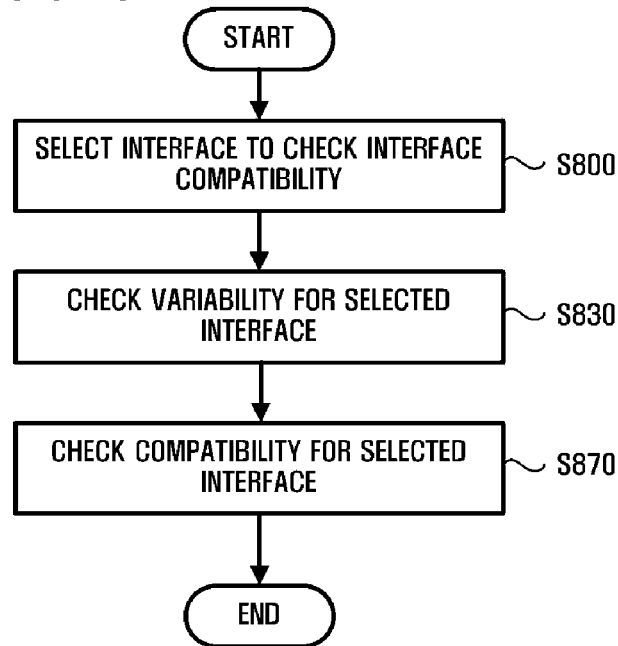 START
SELECT INTERFACE TO CHECK INTERFACE
COMPATIBILITY
S800
CHECK VARIABILITY FOR SELECTED
INTERFACE
S830
CHECK COMPATIBILITY FOR SELECTED
INTERFACE
S870
END